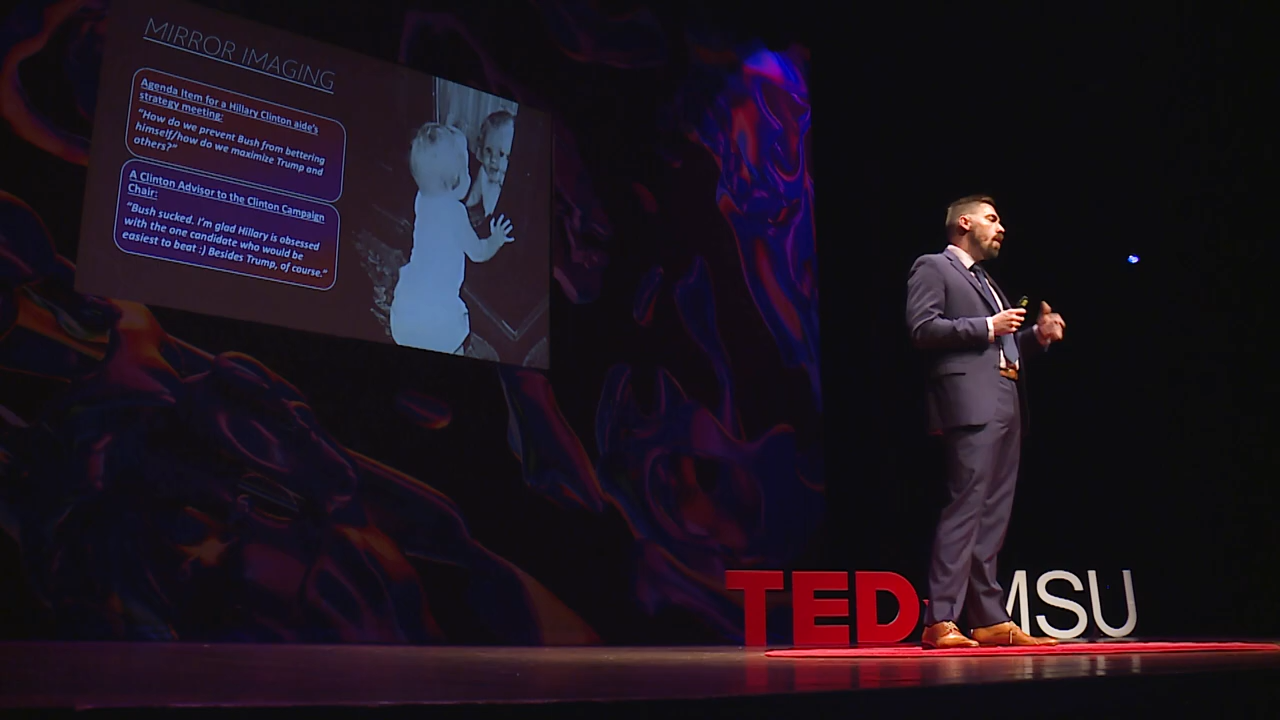 MIRROR IMAGING
Agenda Item for a Hillary Clinton aide's
strategy meeting:
"How do we prevent Bush from bettering
himself/how do we maximize Trump and
others?"
A Clinton Advisor to the Clinton Campaign
Chair:
"Bush sucked. I'm glad Hillary is obsessed
with the one candidate who would be
easiest to beat :) Besides Trump, of course."
TEDx MSU